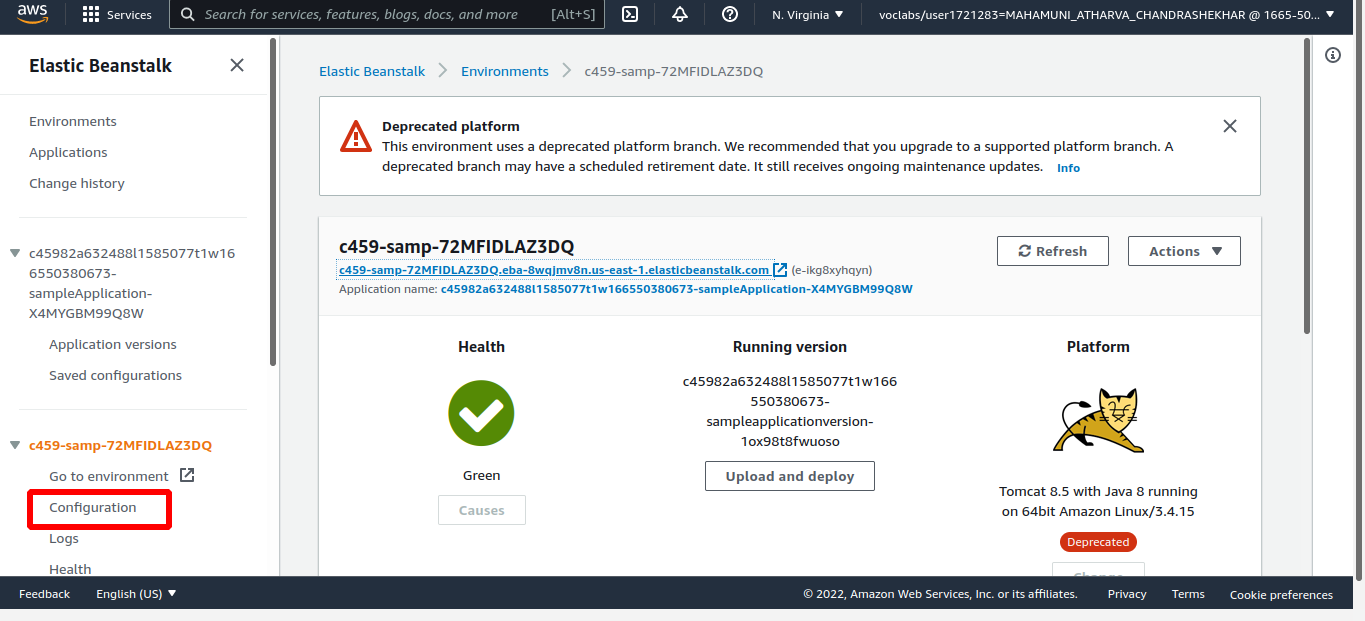 aws
Services
Search for services, features, blogs, docs, and more
[Alt+S]
N. Virginia
voclabs/user1721283=MAHAMUNI_ATHARVA_CHANDRASHEKHAR @ 1665-50...
Elastic Beanstalk
Environments
Applications
Change history
c45982a632488l1585077t1w16
6550380673-
sampleApplication-
X4MYGBM99Q8W
Application versions
Saved configurations
c459-samp-72MFIDLAZ3DQ
Go to environment
Configuration
Logs
Health
Elastic Beanstalk
Environments
c459-samp-72MFIDLAZ3DQ
Deprecated platform
This environment uses a deprecated platform branch. We recommended that you upgrade to a supported platform branch. A
deprecated branch may have a scheduled retirement date. It still receives ongoing maintenance updates. Info
c459-samp-72MFIDLAZ3DQ
c459-samp-72MFIDLAZ3DQ.eba-8wqjmv8n.us-east-1.elasticbeanstalk.com (e-ikg8xyhqyn)
Application name: c45982a632488l1585077t1w166550380673-sampleApplication-X4MYGBM99Q8W
Refresh
Actions
Health
Green
Causes
Running version
c45982a632488l1585077t1w166
550380673-
sampleapplicationversion-
1ox98t8fwuoso
Upload and deploy
Platform
Tomcat 8.5 with Java 8 running
on 64bit Amazon Linux/3.4.15
Deprecated
Change
Feedback
English (US)
© 2022, Amazon Web Services, Inc. or its affiliates.
Privacy
Terms
Cookie preferences